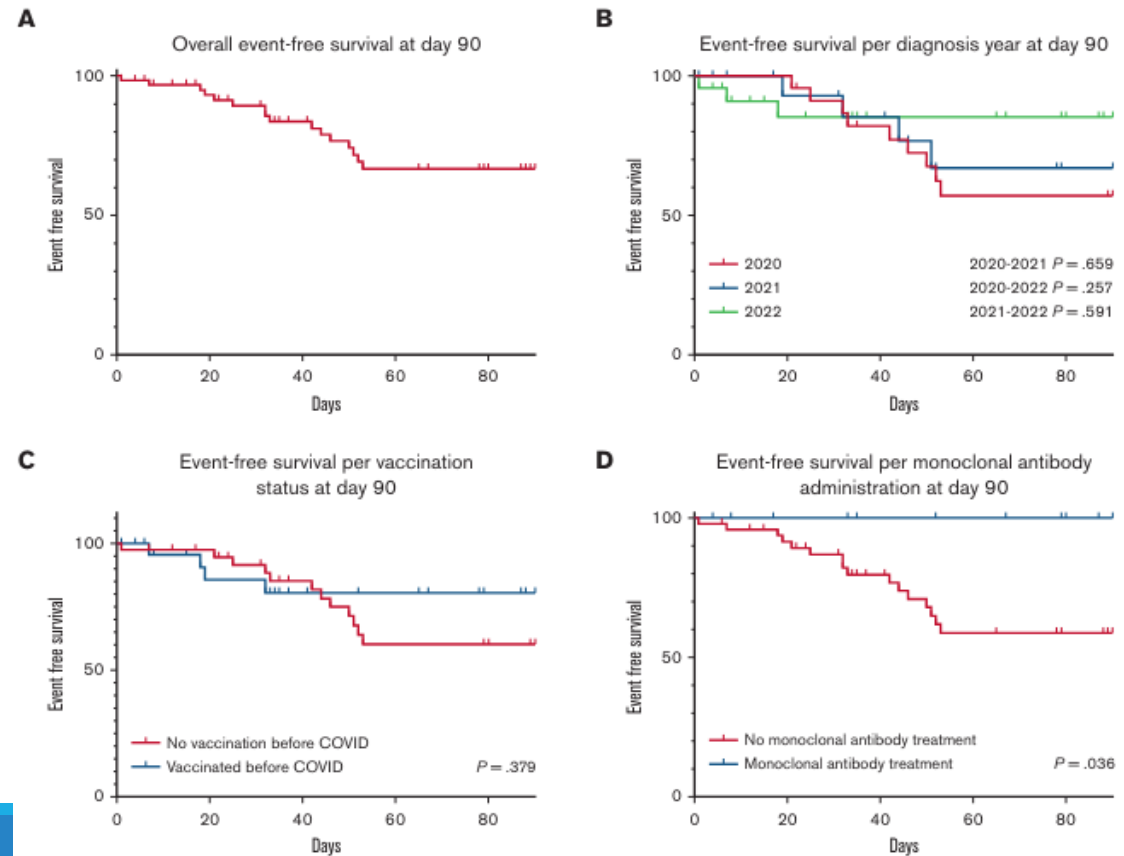 A
Overall event-free survival at day 90
100
50
0
Event free survival
0 20 40 60 80
Days
B
Event-free survival per diagnosis year at day 90
100
50
0
Event free survival
2020 2020-2021 P = .659
2021 2020-2022 P = .257
2022 2021-2022 P = .591
0 20 40 60 80
Days
C
Event-free survival per vaccination
status at day 90
100
50
0
Event free survival
No vaccination before COVID
Vaccinated before COVID P = .379
0 20 40 60 80
Days
D
Event-free survival per monoclonal antibody
administration at day 90
100
50
0
Event free survival
No monoclonal antibody treatment
Monoclonal antibody treatment P = .036
0 20 40 60 80
Days